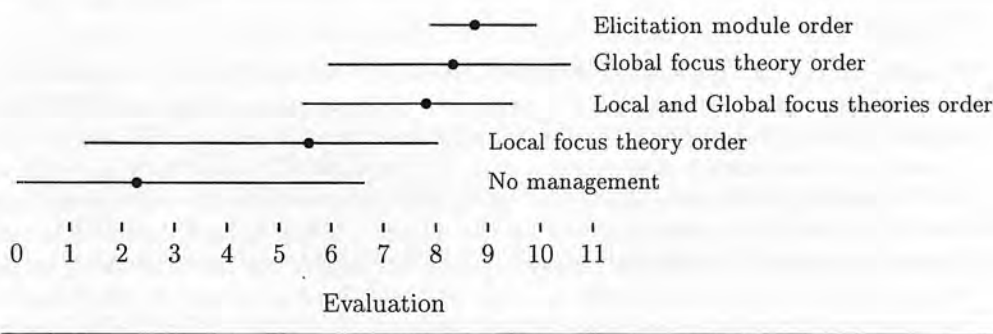 Elicitation module order
Global focus theory order
Local and Global focus theories order
Local focus theory order
No management
0 1 2 3 4 5 6 7 8 9 10 11
Evaluation